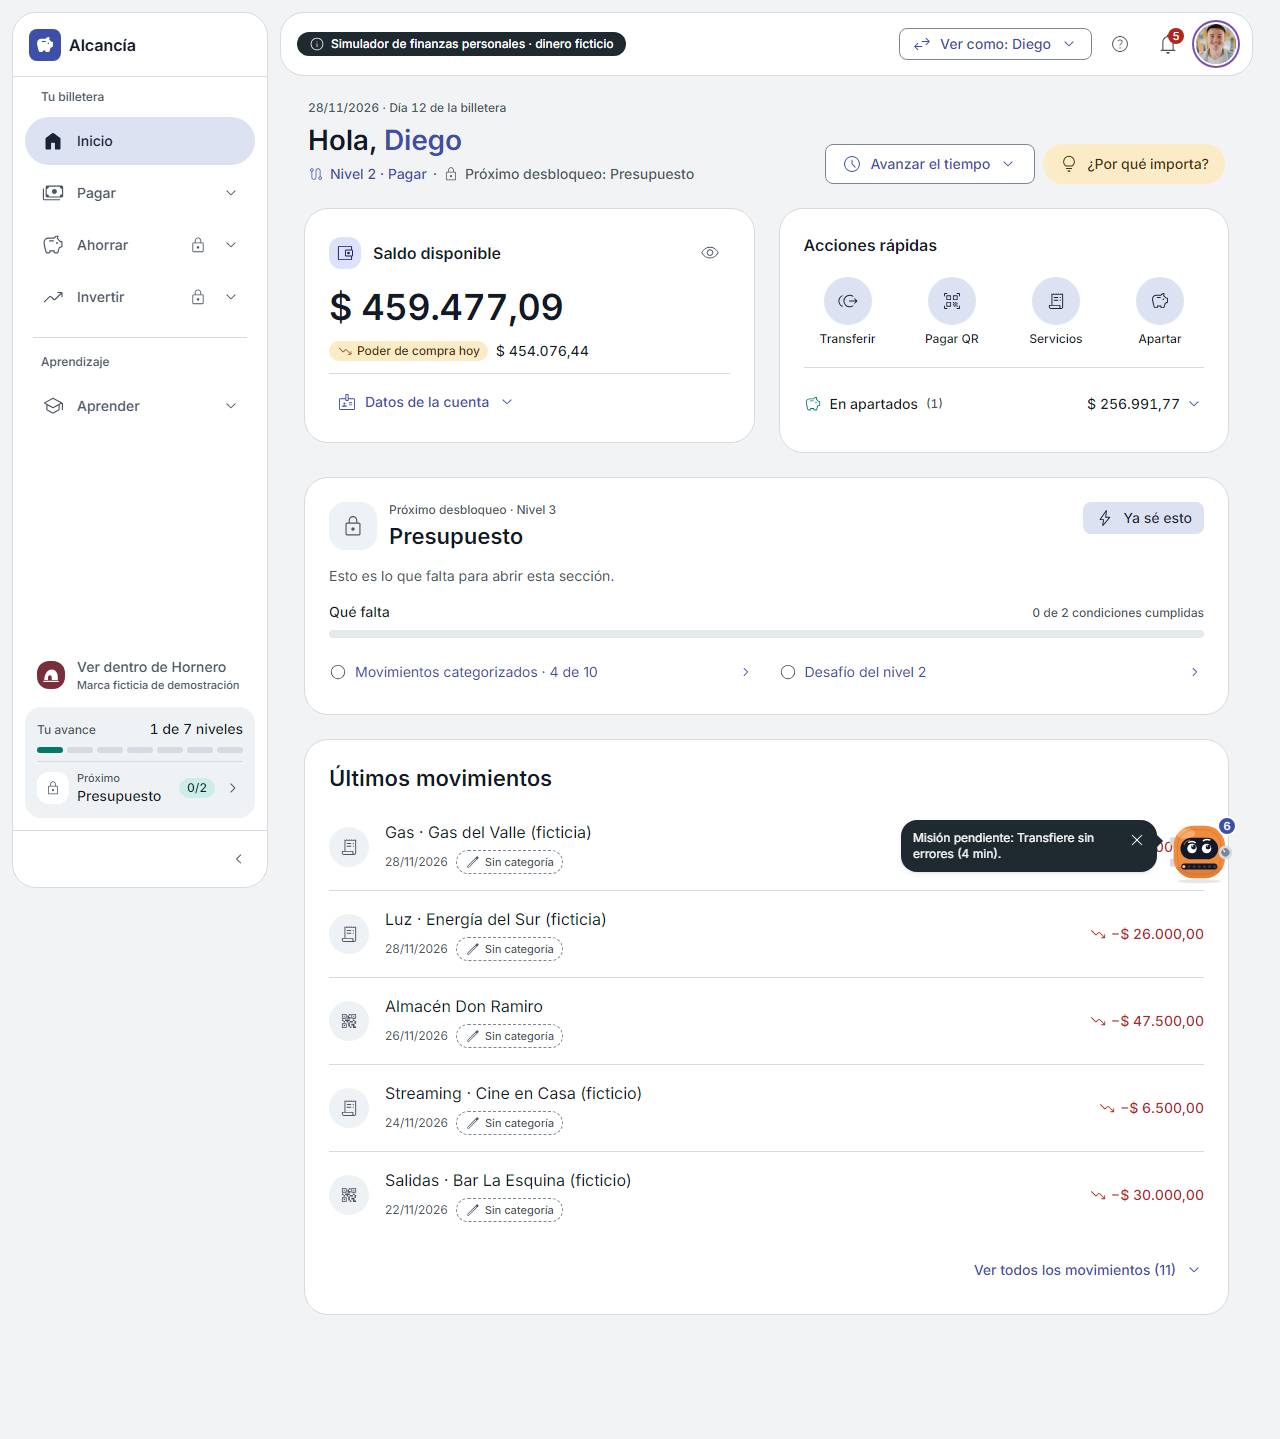 Alcancía
Simulador de finanzas personales · dinero ficticio
Ver como: Diego
5
Tu billetera
Inicio
Pagar
Ahorrar
Invertir
Aprendizaje
Aprender
Ver dentro de Hornero
Marca ficticia de demostración
Tu avance
1 de 7 niveles
Próximo
Presupuesto
0/2
28/11/2026 · Día 12 de la billetera
Hola, Diego
Nivel 2 · Pagar · Próximo desbloqueo: Presupuesto
Avanzar el tiempo
¿Por qué importa?
Saldo disponible
$ 459.477,09
Poder de compra hoy $ 454.076,44
Datos de la cuenta
Acciones rápidas
Transferir
Pagar QR
Servicios
Apartar
En apartados (1)
$ 256.991,77
Próximo desbloqueo · Nivel 3
Presupuesto
Ya sé esto
Esto es lo que falta para abrir esta sección.
Qué falta
0 de 2 condiciones cumplidas
Movimientos categorizados · 4 de 10
Desafío del nivel 2
Últimos movimientos
Gas · Gas del Valle (ficticia)
28/11/2026 Sin categoría
Misión pendiente: Transfiere sin
errores (4 min).
6
Luz · Energía del Sur (ficticia)
28/11/2026 Sin categoría
−$ 26.000,00
Almacén Don Ramiro
26/11/2026 Sin categoría
−$ 47.500,00
Streaming · Cine en Casa (ficticio)
24/11/2026 Sin categoría
−$ 6.500,00
Salidas · Bar La Esquina (ficticio)
22/11/2026 Sin categoría
−$ 30.000,00
Ver todos los movimientos (11)